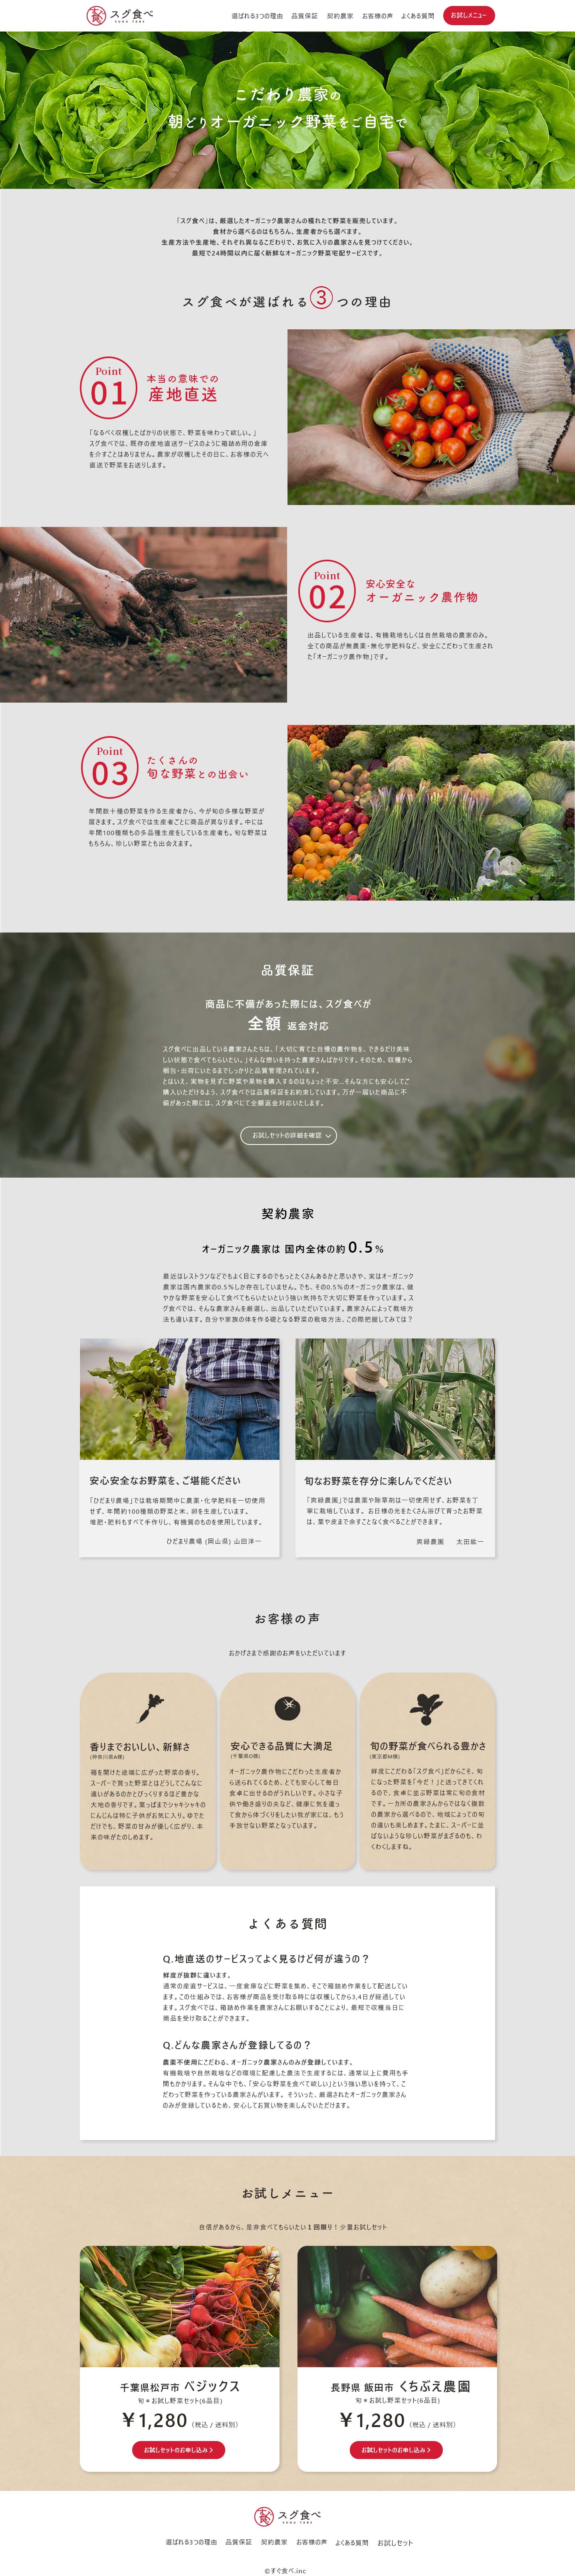 スグ食べ
SUGU TABE
選ばれる3つの理由 品質保証 契約農家 お客様の声 よくある質問 お試しメニュー
こだわり農家の
朝どりオーガニック野菜をご自宅で
「スグ食べ」は、厳選したオーガニック農家さんの穫れたて野菜を販売しています。
食材から選べるのはもちろん、生産者からも選べます。
生産方法や生産地、それぞれ異なるこだわりで、お気に入りの農家さんを見つけてください。
最短で24時間以内に届く新鮮なオーガニック野菜宅配サービスです。
スグ食べが選ばれる3つの理由
Point
01
本当の意味での
産地直送
「なるべく収穫したばかりの状態で、野菜を味わって欲しい。」
スグ食べでは、既存の産地直送サービスのように箱詰め用の倉庫
を介すことはありません。農家が収穫したその日に、お客様の元へ
直送で野菜をお送りします。
Point
02
安心安全な
オーガニック農作物
出品している生産者は、有機栽培もしくは自然栽培の農家のみ。
全ての商品が無農薬・無化学肥料など、安全にこだわって生産され
た「オーガニック農作物」です。
Point
03
たくさんの
旬な野菜との出会い
年間数十種の野菜を作る生産者から、今が旬の多様な野菜が
届きます。スグ食べでは生産者ごとに商品が異なります。中には
年間100種類もの多品種生産をしている生産者も。旬な野菜は
もちろん、珍しい野菜とも出会えます。
品質保証
商品に不備があった際には、スグ食べが
全額 返金対応
スグ食べに出品している農家さんたちは、「大切に育てた自慢の農作物を、できるだけ美味
しい状態で食べてもらいたい。」そんな想いを持った農家さんばかりです。そのため、収穫から
梱包・出荷にいたるまでしっかりと品質管理されています。
とはいえ、実物を見ずに野菜や果物を購入するのはちょっと不安…そんな方にも安心してご
購入いただけるよう、スグ食べでは品質保証をお約束しています。万が一届いた商品に不
備があった際には、スグ食べにて全額返金対応いたします。
お試しセットの詳細を確認
契約農家
オーガニック農家は 国内全体の約 0.5％
最近はレストランなどでもよく目にするのでもっとたくさんあるかと思いきや、実はオーガニック
農家は国内農家の0.5％しか存在していません。でも、その0.5％のオーガニック農家は、健
やかな野菜を安心して食べてもらいたいという強い気持ちで大切に野菜を作っています。ス
グ食べでは、そんな農家さんを厳選し、出品していただいています。農家さんによって栽培方
法も違います。自分や家族の体を作る礎となる野菜の栽培方法、この際把握してみては？
安心安全なお野菜を、ご堪能ください
「ひだまり農場」では栽培期間中に農薬・化学肥料を一切使用
せず、年間約100種類の野菜と米、卵を生産しています。
堆肥・肥料もすべて手作りし、有機質のものを使用しています。
ひだまり農場 (岡山県) 山田洋一
旬なお野菜を存分に楽しんでください
「爽緑農園」では農薬や除草剤は一切使用せず、お野菜を丁
寧に栽培しています。 お日様の光をたくさん浴びて育ったお野菜
は、葉や皮まで余すことなく食べることができます。
爽緑農園 太田紘一
お客様の声
おかげさまで感謝のお声をいただいています
香りまでおいしい、新鮮さ
(神奈川県A様)
箱を開けた途端に広がった野菜の香り。
スーパーで買った野菜とはどうしてこんなに
違いがあるのかとびっくりするほど豊かな
大地の香りです。葉っぱまでシャキシャキの
にんじんは特に子供がお気に入り。ゆでた
だけでも、野菜の甘みが優しく広がり、本
来の味がたのしめます。
安心できる品質に大満足
(千葉県O様)
オーガニック農作物にこだわった生産者か
ら送られてくるため、とても安心して毎日
食卓に出せるのがうれしいです。小さな子
供や働き盛りの夫など、健康に気を遣っ
て食から体づくりをしたい我が家には、もう
手放せない野菜となっています。
旬の野菜が食べられる豊かさ
(東京都M様)
鮮度にこだわる「スグ食べ」だからこそ、旬
になった野菜を「今だ！」と送ってきてくれ
るので、食卓に並ぶ野菜は常に旬の食材
です。一カ所の農家さんからではなく複数
の農家から選べるので、地域によっての旬
の違いも楽しめます。たまに、スーパーに並
ばないような珍しい野菜がまざるのも、わ
くわくしますね。
よくある質問
Q.地直送のサービスってよく見るけど何が違うの？
鮮度が抜群に違います。
通常の産直サービスは、一度倉庫などに野菜を集め、そこで箱詰め作業をして配送してい
ます。この仕組みでは、お客様が商品を受け取る時には収穫してから3,4日が経過してい
ます。スグ食べでは、箱詰め作業を農家さんにお願いすることにより、最短で収穫当日に
商品を受け取ることができます。
Q.どんな農家さんが登録してるの？
農薬不使用にこだわる、オーガニック農家さんのみが登録しています。
有機栽培や自然栽培などの環境に配慮した農法で生産するには、通常以上に費用も手
間もかかります。そんな中でも、「安心な野菜を食べて欲しい」という強い思いを持って、こ
だわって野菜を作っている農家さんがいます。 そういった、厳選されたオーガニック農家さん
のみが登録しているため、安心してお買い物を楽しんでいただけます。
お試しメニュー
自信があるから、是非食べてもらいたい１回限り！少量お試しセット
千葉県松戸市 ベジックス
旬＊お試し野菜セット(6品目)
￥1,280 （税込 / 送料別）
お試しセットのお申し込み
長野県 飯田市 くちぶえ農園
旬＊お試し野菜セット(6品目)
￥1,280 （税込 / 送料別）
お試しセットのお申し込み
スグ食べ
SUGU TABE
選ばれる3つの理由 品質保証 契約農家 お客様の声 よくある質問 お試しセット
©すぐ食べ.inc